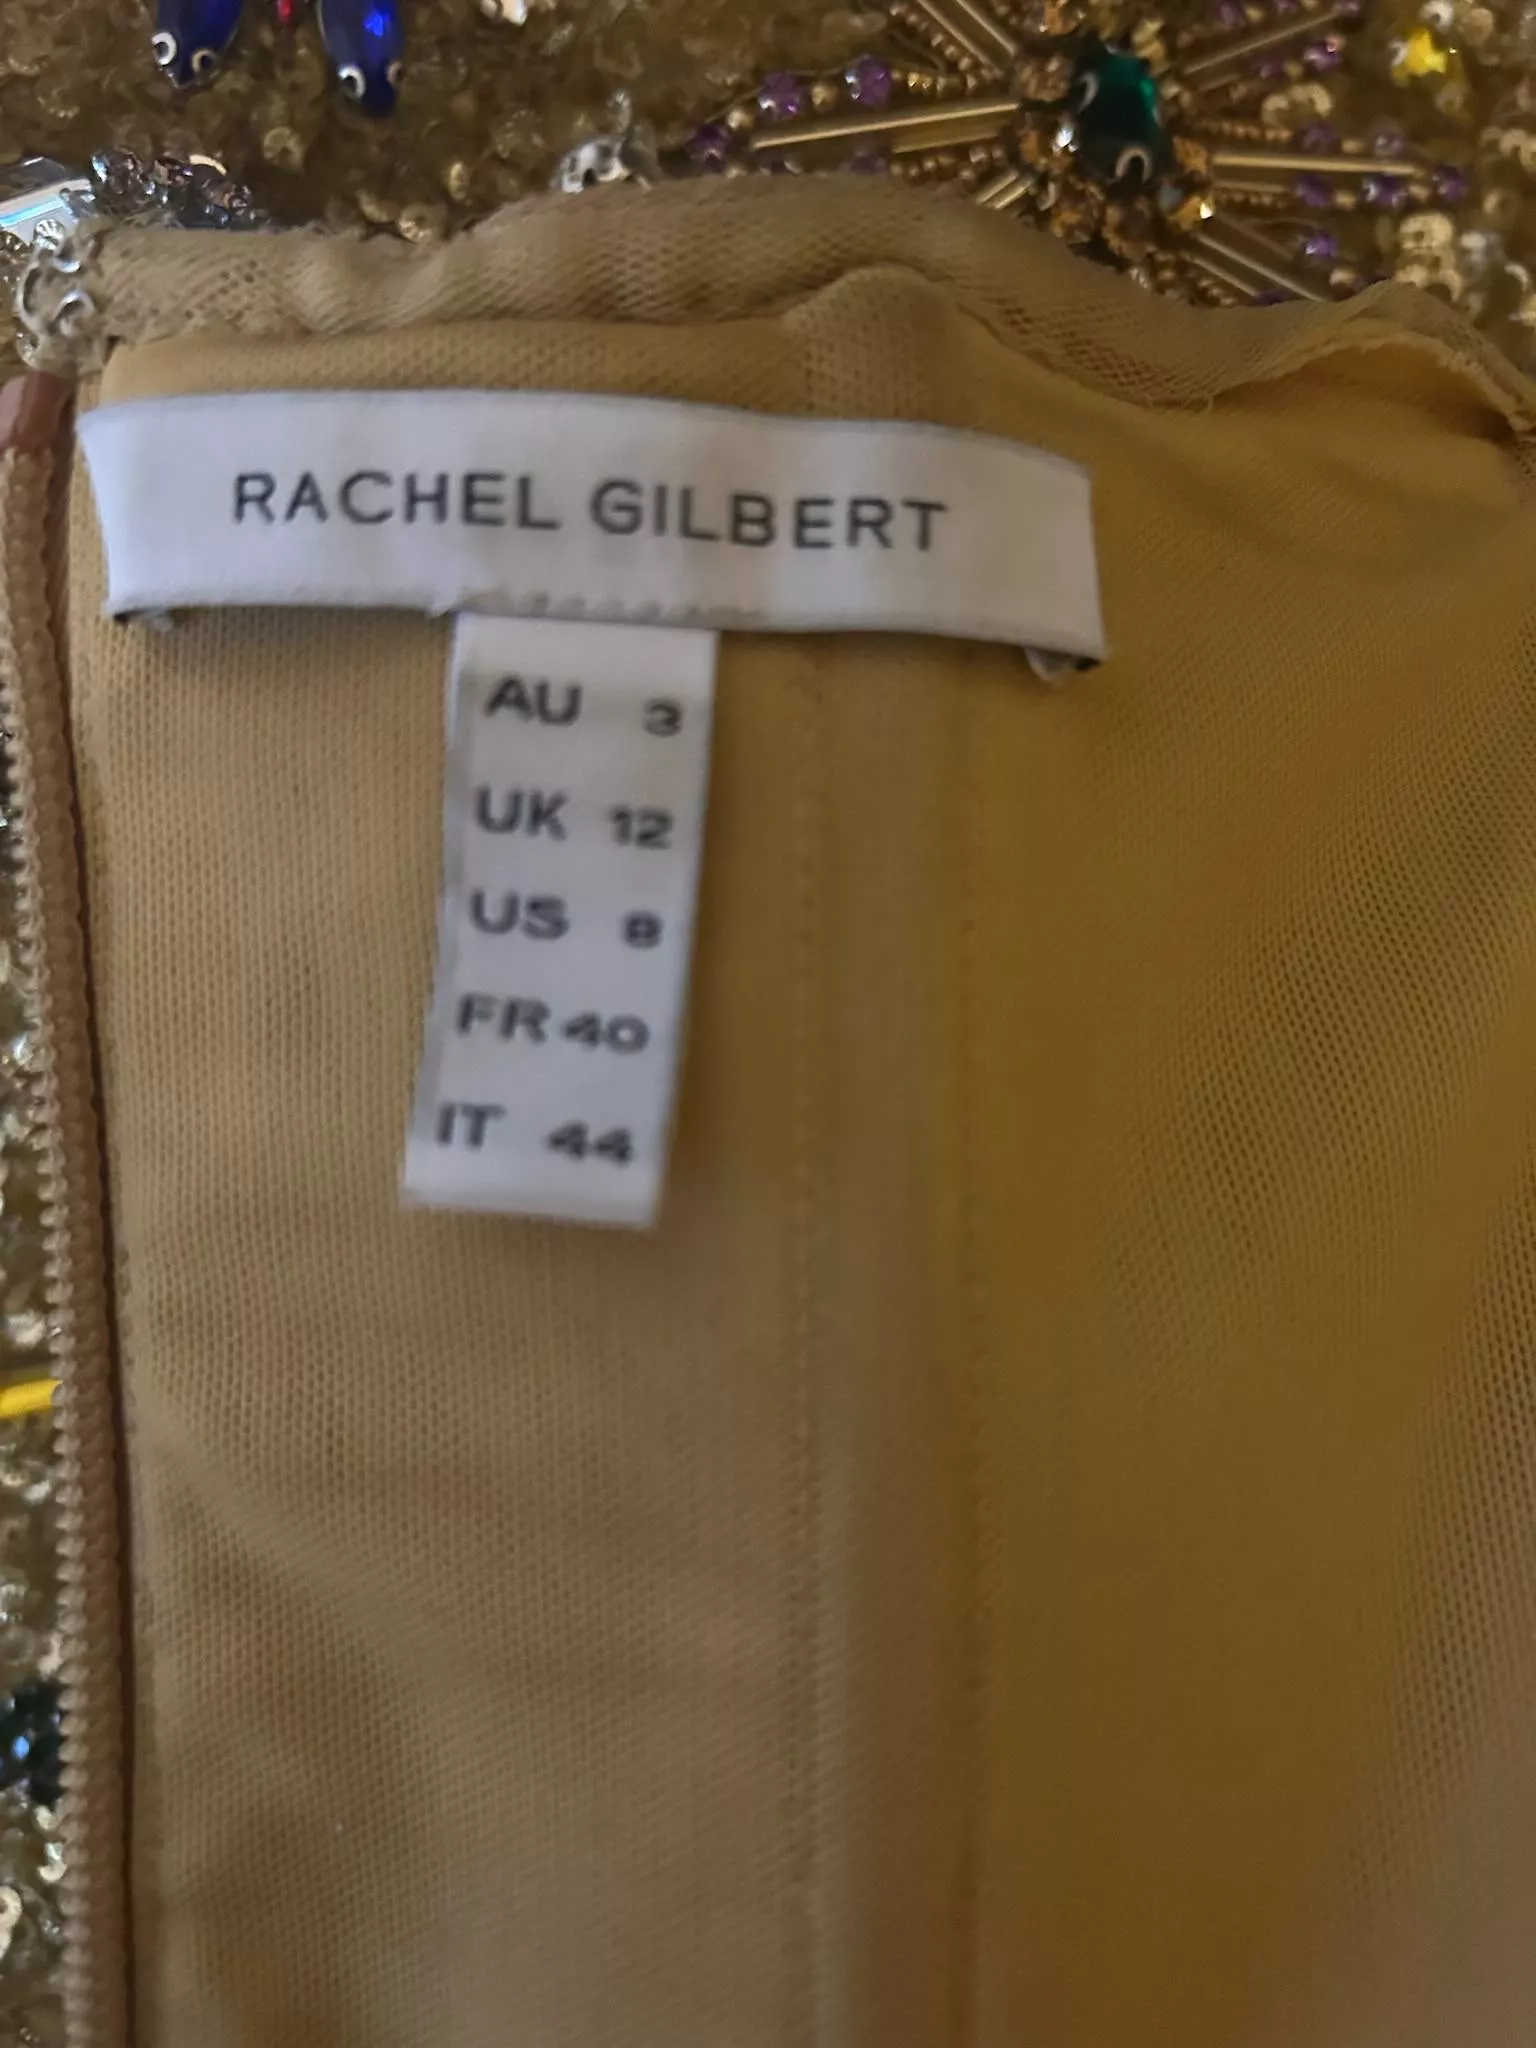 RACHEL GILBERT
AU 3
UK 12
US 8
FR 40
IT 44